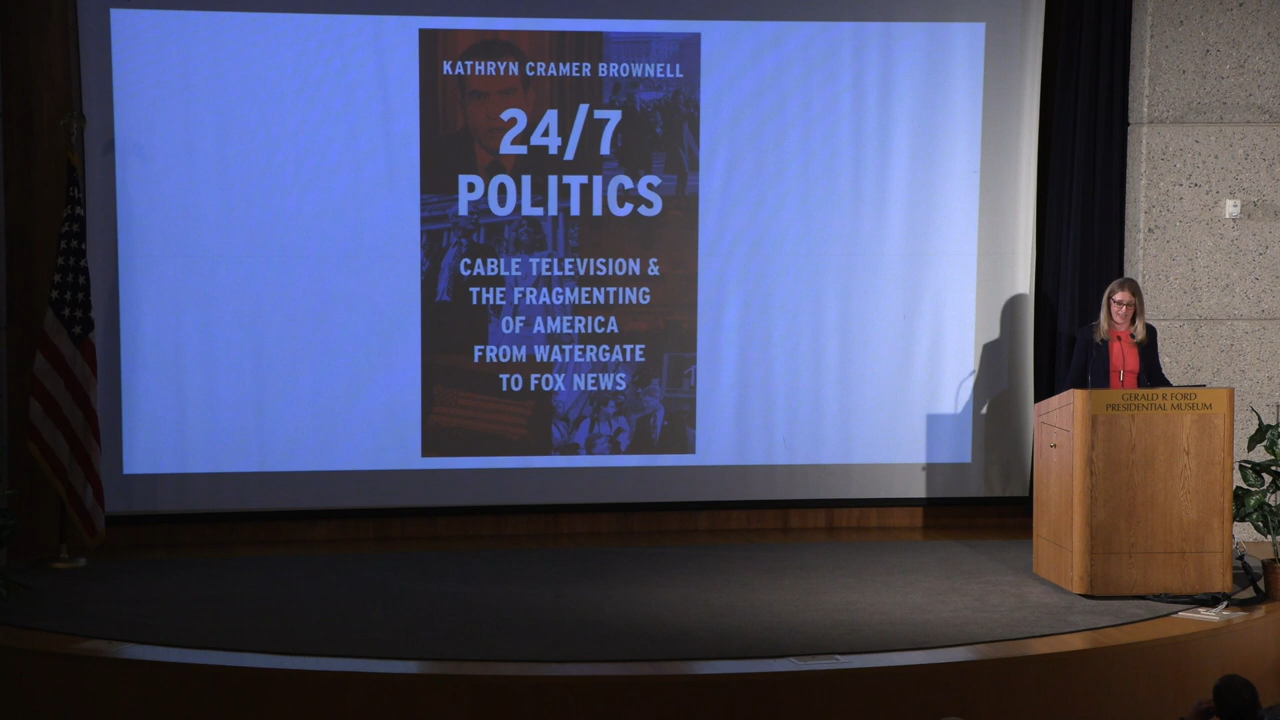 KATHRYN CRAMER BROWNELL
24/7
POLITICS
CABLE TELEVISION &
THE FRAGMENTING
OF AMERICA
FROM WATERGATE
TO FOX NEWS
GERALD R FORD
PRESIDENTIAL MUSEUM